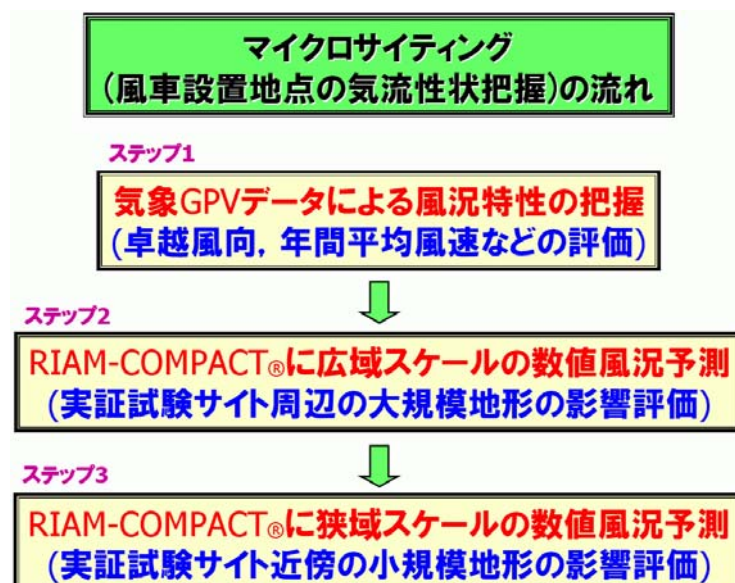 マイクロサイティング
(風車設置地点の気流性状把握)の流れ
ステップ1
気象GPVデータによる風況特性の把握
(卓越風向，年間平均風速などの評価)
ステップ2
RIAM-COMPACT®に広域スケールの数値風況予測
(実証試験サイト周辺の大規模地形の影響評価)
ステップ3
RIAM-COMPACT®に狭域スケールの数値風況予測
(実証試験サイト近傍の小規模地形の影響評価)